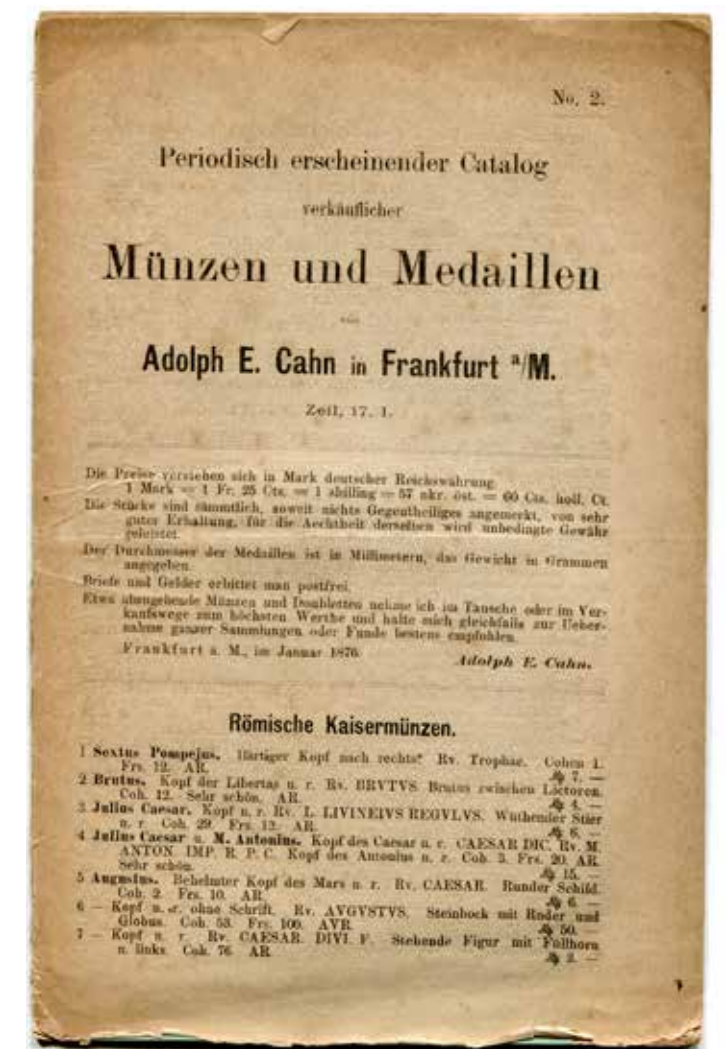 No. 2.
Periodisch erscheinender Catalog
verkäuflicher
Münzen und Medaillen
von
Adolph E. Cahn in Frankfurt a/M.
Zeil, 17. I.
Die Preise verstehen sich in Mark deutscher Reichswährung
1 Mark = 1 Fr. 25 Cts. = 1 shilling = 57 nkr. öst. = 60 Cts. holl. Ct.
Die Stücke sind sämmtlich, soweit nichts Gegentheiliges angemerkt, von sehr
guter Erhaltung, für die Aechtheit derselben wird unbedingte Gewähr
geleistet.
Der Durchmesser der Medaillen ist in Millimetern, das Gewicht in Grammen
angegeben.
Briefe und Gelder erbittet man postfrei.
Etwa abzugebende Münzen und Doubletten nehme ich im Tausche oder im Ver-
kaufswege zum höchsten Werthe und halte mich gleichfalls zur Ueber-
nahme ganzer Sammlungen oder Funde bestens empfohlen.
Frankfurt a. M., im Januar 1876.
Adolph E. Cahn.
Römische Kaisermünzen.
1 Sextus Pompejus. Bärtiger Kopf nach rechts. Rv. Trophae. Cohen 1.
Frs. 12. AR. ℳ 7. —
2 Brutus. Kopf der Libertas n. r. Rv. BRVTVS. Brutus zwischen Lictoren.
Coh. 12. Sehr schön. AR. ℳ 4. —
3 Julius Caesar. Kopf n. r. Rv. L. LIVINEIVS REGVLVS. Wüthender Stier
n. r. Coh. 29. Frs. 12. AR. ℳ 6. —
4 Julius Caesar u. M. Antonius. Kopf des Caesar n. r. CAESAR DIC. Rv. M.
ANTON. IMP. R. P. C. Kopf des Antonius n. r. Coh. 3. Frs. 20. AR.
Sehr schön. ℳ 15. —
5 Augustus. Behelmter Kopf des Mars n. r. Rv. CAESAR. Runder Schild.
Coh. 2. Frs. 10. AR. ℳ 6. —
6 — Kopf n. r. ohne Schrift. Rv. AVGVSTVS. Steinbock mit Ruder und
Globus. Coh. 53. Frs. 100. AVR. ℳ 50. —
7 — Kopf n. r. Rv. CAESAR. DIVI. F. Stehende Figur mit Füllhorn
n. links. Coh. 76. AR. ℳ 3. —